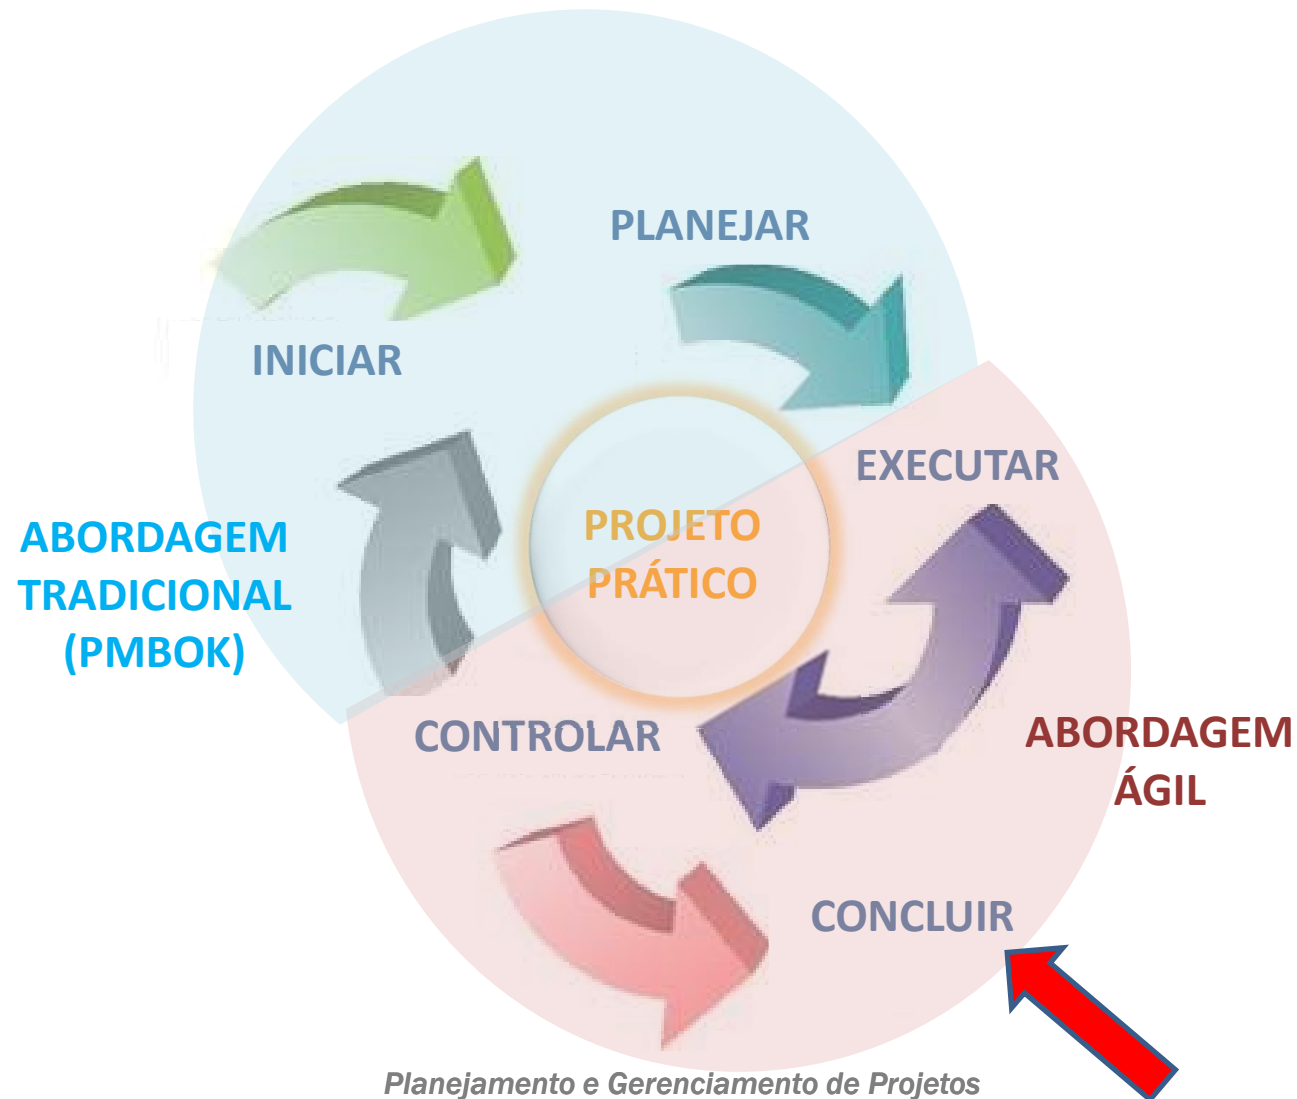 PLANEJAR
INICIAR
EXECUTAR
ABORDAGEM
TRADICIONAL
(PMBOK)
PROJETO
PRÁTICO
CONTROLAR
ABORDAGEM
ÁGIL
CONCLUIR
Planejamento e Gerenciamento de Projetos